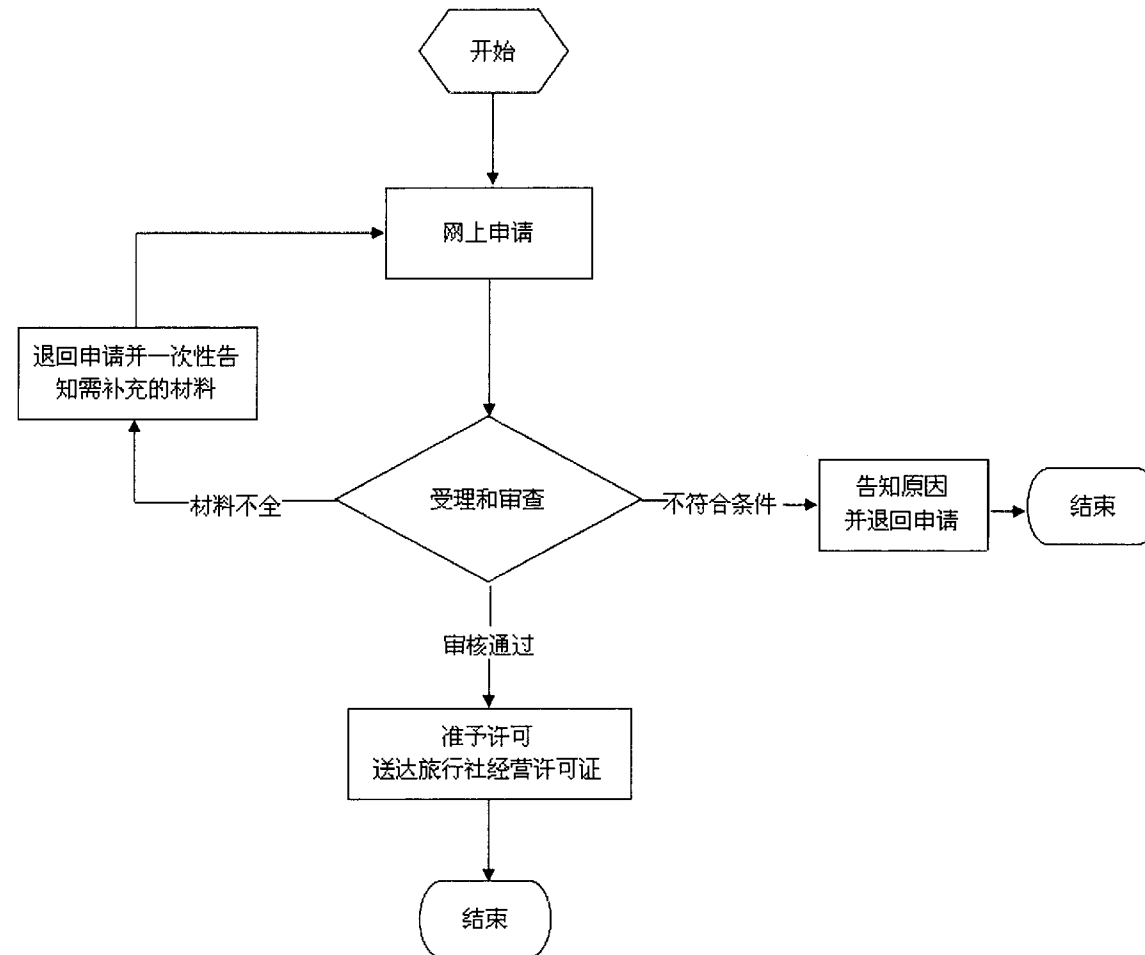 开始
网上申请
退回申请并一次性告
知需补充的材料
材料不全
受理和审查
不符合条件
告知原因
并退回申请
结束
审核通过
准予许可
送达旅行社经营许可证
结束